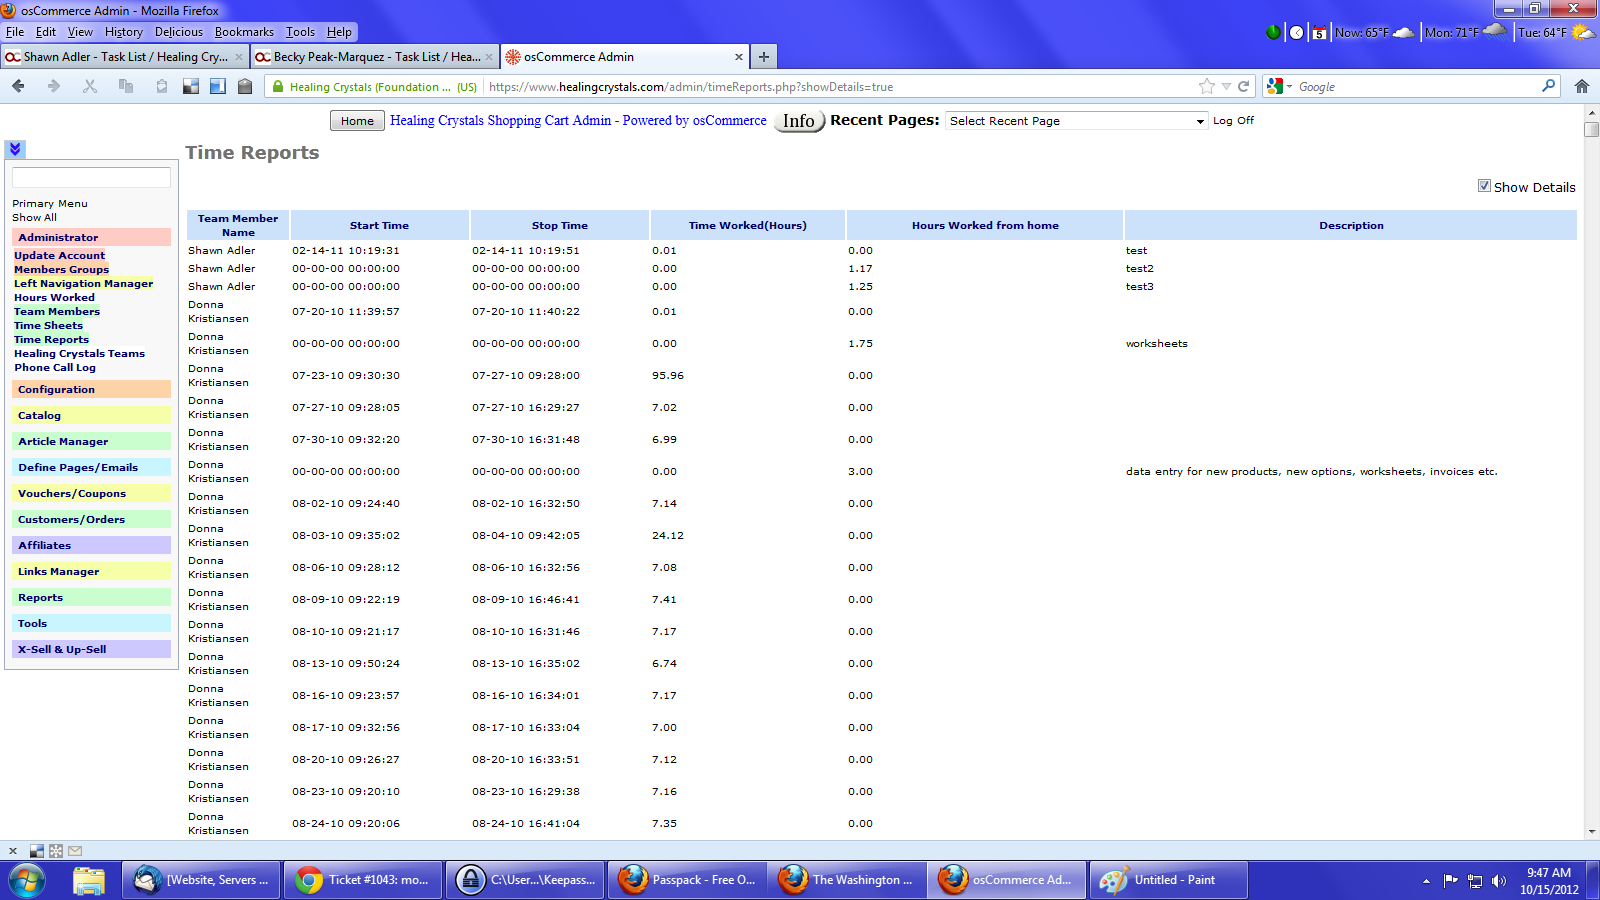 osCommerce Admin - Mozilla Firefox
File Edit View History Delicious Bookmarks Tools Help
5 Now: 65°F Mon: 71°F Tue: 64°F
Shawn Adler - Task List / Healing Cry... Becky Peak-Marquez - Task List / Hea... osCommerce Admin
Healing Crystals (Foundation ... (US) https://www.healingcrystals.com/admin/timeReports.php?showDetails=true Google
Home Healing Crystals Shopping Cart Admin - Powered by osCommerce Info Recent Pages: Select Recent Page Log Off
Time Reports
Show Details
Primary Menu
Show All
Administrator
Update Account
Members Groups
Left Navigation Manager
Hours Worked
Team Members
Time Sheets
Time Reports
Healing Crystals Teams
Phone Call Log
Configuration
Catalog
Article Manager
Define Pages/Emails
Vouchers/Coupons
Customers/Orders
Affiliates
Links Manager
Reports
Tools
X-Sell & Up-Sell
Team Member Name Start Time Stop Time Time Worked(Hours) Hours Worked from home Description
Shawn Adler 02-14-11 10:19:31 02-14-11 10:19:51 0.01 0.00 test
Shawn Adler 00-00-00 00:00:00 00-00-00 00:00:00 0.00 1.17 test2
Shawn Adler 00-00-00 00:00:00 00-00-00 00:00:00 0.00 1.25 test3
Donna Kristiansen 07-20-10 11:39:57 07-20-10 11:40:22 0.01 0.00
Donna Kristiansen 00-00-00 00:00:00 00-00-00 00:00:00 0.00 1.75 worksheets
Donna Kristiansen 07-23-10 09:30:30 07-27-10 09:28:00 95.96 0.00
Donna Kristiansen 07-27-10 09:28:05 07-27-10 16:29:27 7.02 0.00
Donna Kristiansen 07-30-10 09:32:20 07-30-10 16:31:48 6.99 0.00
Donna Kristiansen 00-00-00 00:00:00 00-00-00 00:00:00 0.00 3.00 data entry for new products, new options, worksheets, invoices etc.
Donna Kristiansen 08-02-10 09:24:40 08-02-10 16:32:50 7.14 0.00
Donna Kristiansen 08-03-10 09:35:02 08-04-10 09:42:05 24.12 0.00
Donna Kristiansen 08-06-10 09:28:12 08-06-10 16:32:56 7.08 0.00
Donna Kristiansen 08-09-10 09:22:19 08-09-10 16:46:41 7.41 0.00
Donna Kristiansen 08-10-10 09:21:17 08-10-10 16:31:46 7.17 0.00
Donna Kristiansen 08-13-10 09:50:24 08-13-10 16:35:02 6.74 0.00
Donna Kristiansen 08-16-10 09:23:57 08-16-10 16:34:01 7.17 0.00
Donna Kristiansen 08-17-10 09:32:56 08-17-10 16:33:04 7.00 0.00
Donna Kristiansen 08-20-10 09:26:27 08-20-10 16:33:51 7.12 0.00
Donna Kristiansen 08-23-10 09:20:10 08-23-10 16:29:38 7.16 0.00
Donna Kristiansen 08-24-10 09:20:06 08-24-10 16:41:04 7.35 0.00
[Website, Servers ... Ticket #1043: mo... C:\User...\Keepass... Passpack - Free O... The Washington ... osCommerce Ad... Untitled - Paint
9:47 AM
10/15/2012